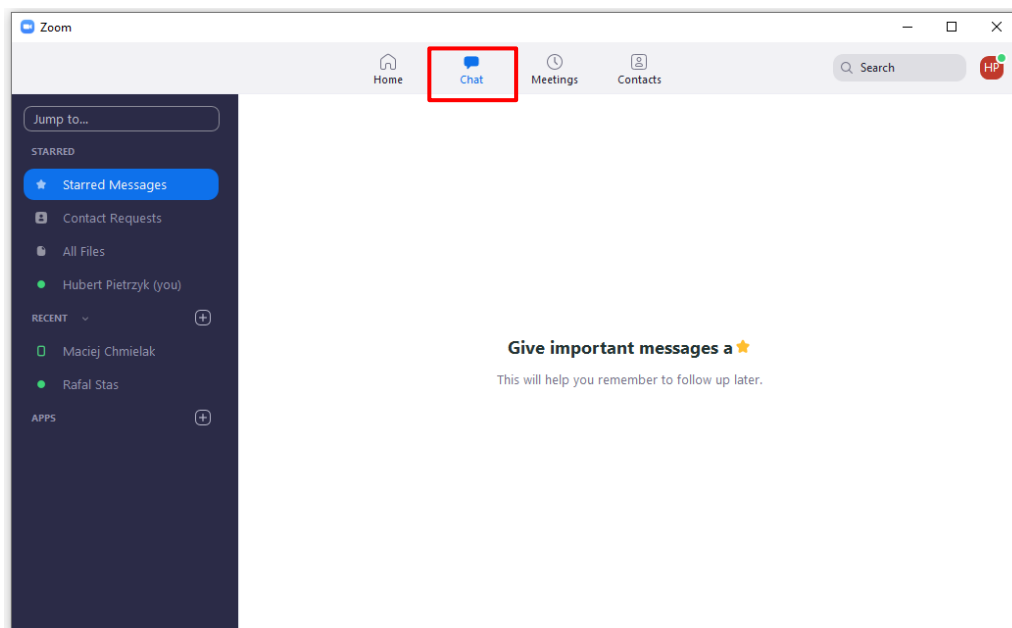 Zoom
Home
Chat
Meetings
Contacts
Search
HP
Jump to...
STARRED
Starred Messages
Contact Requests
All Files
Hubert Pietrzyk (you)
RECENT
Maciej Chmielak
Rafal Stas
APPS
Give important messages a
This will help you remember to follow up later.